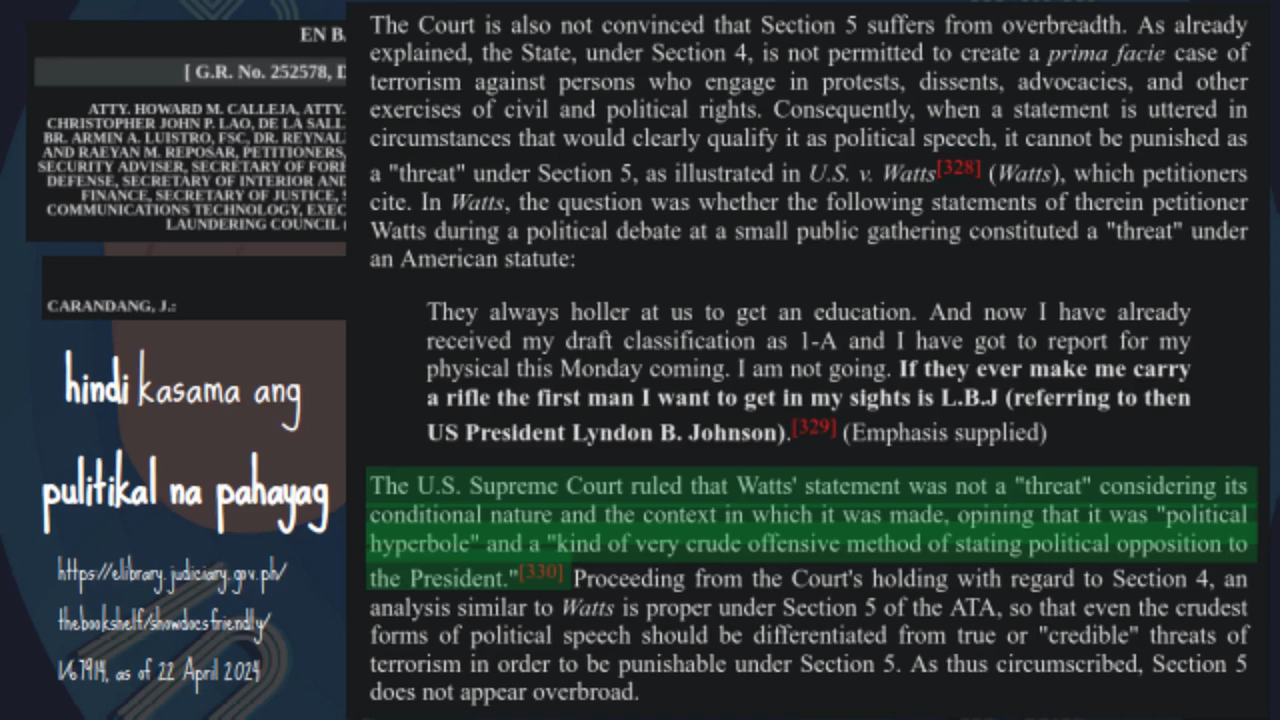 EN B
[ G.R. No. 252578, D
ATTY. HOWARD M. CALLEJA, ATTY.
CHRISTOPHER JOHN P. LAO, DE LA SALL
BR. ARMIN A. LUISTRO, FSC, DR. REYNAL
AND RAEYAN M. REPOSAR, PETITIONERS,
SECURITY ADVISER, SECRETARY OF FORE
DEFENSE, SECRETARY OF INTERIOR AND
FINANCE, SECRETARY OF JUSTICE, S
COMMUNICATIONS TECHNOLOGY, EXEC
LAUNDERING COUNCIL
CARANDANG, J.:
hindi kasama ang
pulitikal na pahayag
https://elibrary.judiciary.gov.ph/
thebookshelf/showdocsfriendly/
1/67914, as of 22 April 2024
The Court is also not convinced that Section 5 suffers from overbreadth. As already
explained, the State, under Section 4, is not permitted to create a prima facie case of
terrorism against persons who engage in protests, dissents, advocacies, and other
exercises of civil and political rights. Consequently, when a statement is uttered in
circumstances that would clearly qualify it as political speech, it cannot be punished as
a "threat" under Section 5, as illustrated in U.S. v. Watts[328] (Watts), which petitioners
cite. In Watts, the question was whether the following statements of therein petitioner
Watts during a political debate at a small public gathering constituted a "threat" under
an American statute:
They always holler at us to get an education. And now I have already
received my draft classification as 1-A and I have got to report for my
physical this Monday coming. I am not going. If they ever make me carry
a rifle the first man I want to get in my sights is L.B.J (referring to then
US President Lyndon B. Johnson).[329] (Emphasis supplied)
The U.S. Supreme Court ruled that Watts' statement was not a "threat" considering its
conditional nature and the context in which it was made, opining that it was "political
hyperbole" and a "kind of very crude offensive method of stating political opposition to
the President."[330] Proceeding from the Court's holding with regard to Section 4, an
analysis similar to Watts is proper under Section 5 of the ATA, so that even the crudest
forms of political speech should be differentiated from true or "credible" threats of
terrorism in order to be punishable under Section 5. As thus circumscribed, Section 5
does not appear overbroad.